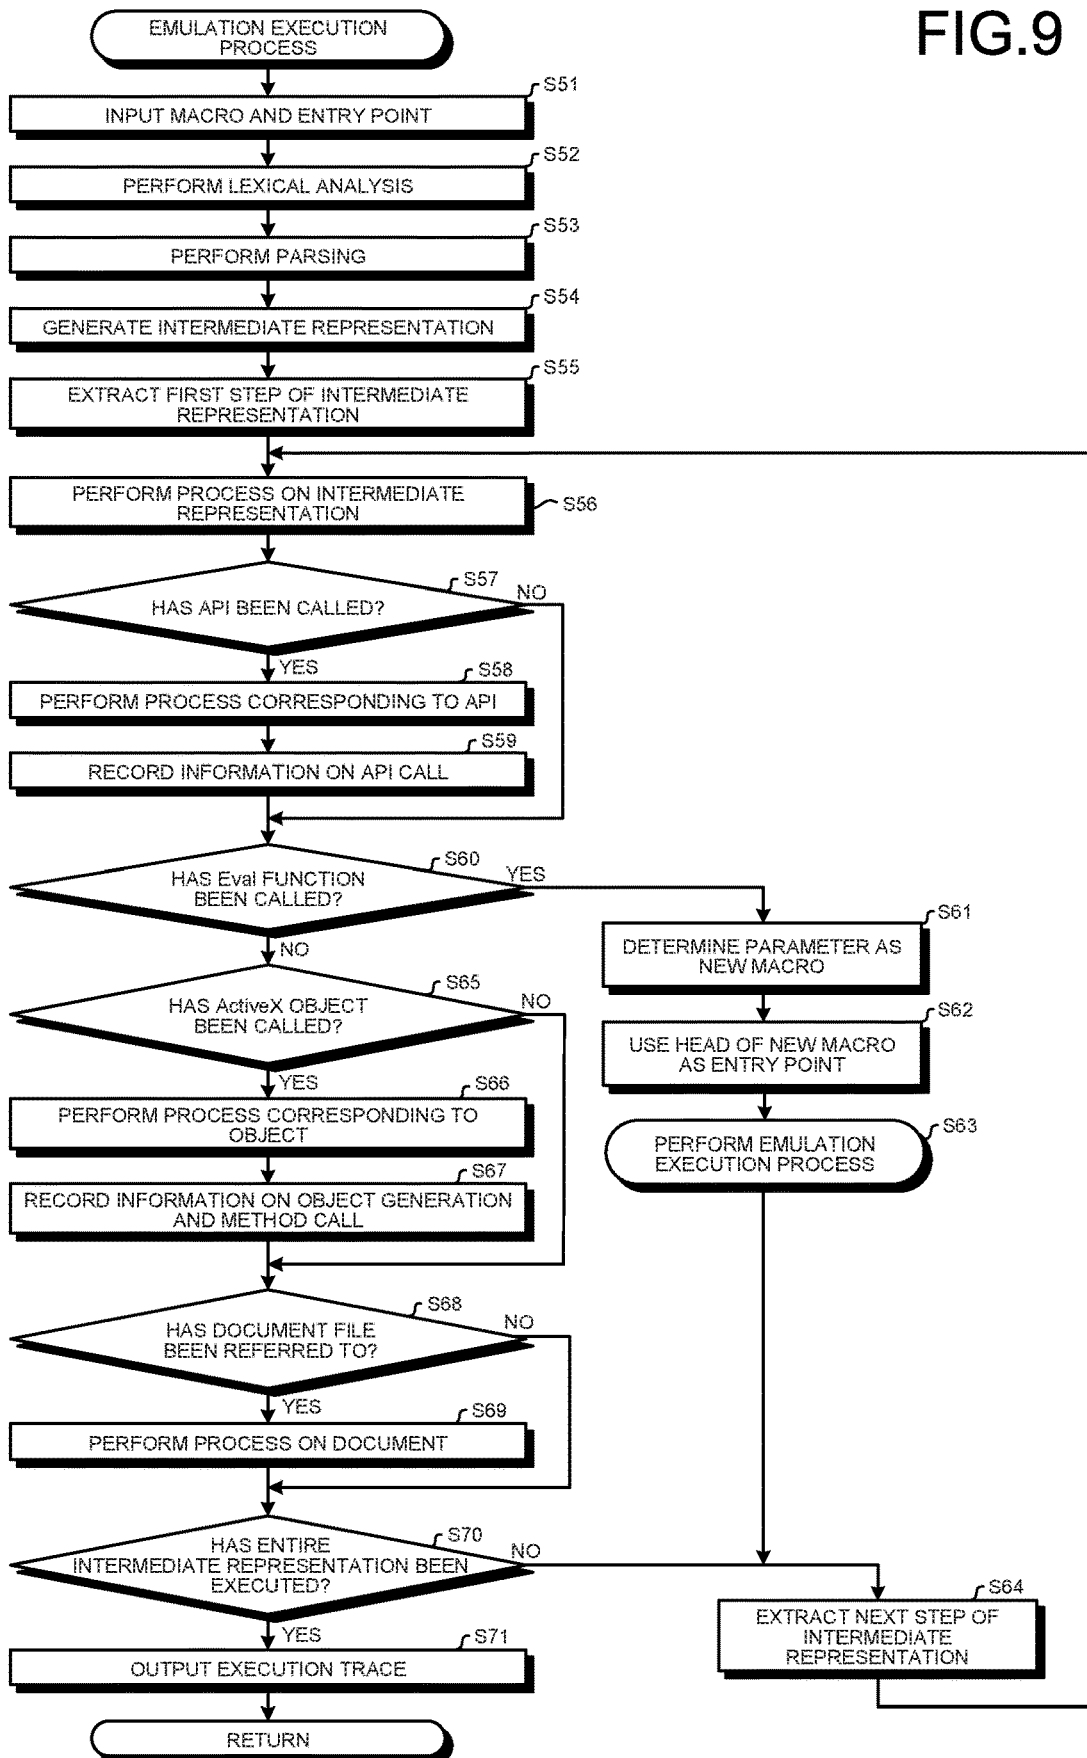 FIG.9
EMULATION EXECUTION
PROCESS
S51
INPUT MACRO AND ENTRY POINT
S52
PERFORM LEXICAL ANALYSIS
S53
PERFORM PARSING
S54
GENERATE INTERMEDIATE REPRESENTATION
S55
EXTRACT FIRST STEP OF INTERMEDIATE
REPRESENTATION
PERFORM PROCESS ON INTERMEDIATE
REPRESENTATION
S56
S57
HAS API BEEN CALLED?
NO
YES
S58
PERFORM PROCESS CORRESPONDING TO API
S59
RECORD INFORMATION ON API CALL
S60
HAS Eval FUNCTION
BEEN CALLED?
YES
NO
S61
DETERMINE PARAMETER AS
NEW MACRO
S62
USE HEAD OF NEW MACRO
AS ENTRY POINT
S63
PERFORM EMULATION
EXECUTION PROCESS
S65
HAS ActiveX OBJECT
BEEN CALLED?
NO
YES
S66
PERFORM PROCESS CORRESPONDING TO
OBJECT
S67
RECORD INFORMATION ON OBJECT GENERATION
AND METHOD CALL
S68
HAS DOCUMENT FILE
BEEN REFERRED TO?
NO
YES
S69
PERFORM PROCESS ON DOCUMENT
S70
HAS ENTIRE
INTERMEDIATE REPRESENTATION BEEN
EXECUTED?
NO
YES
S64
EXTRACT NEXT STEP OF
INTERMEDIATE
REPRESENTATION
S71
OUTPUT EXECUTION TRACE
RETURN